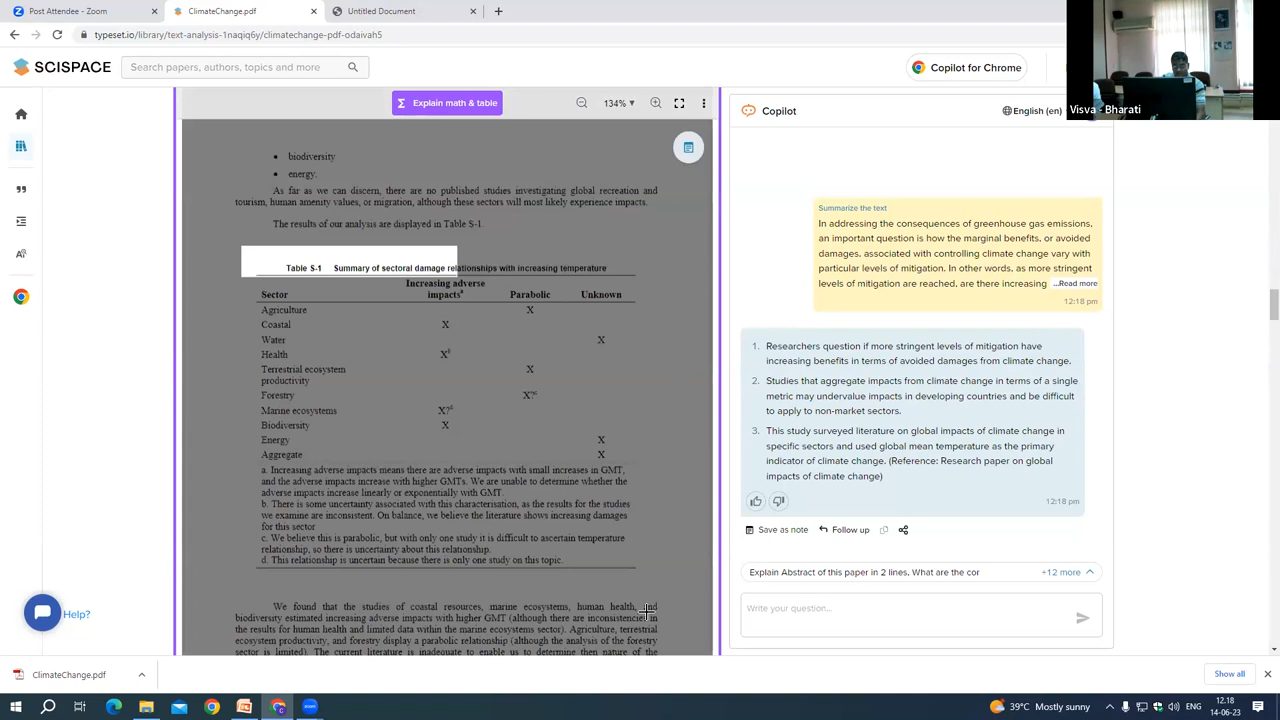 Post Attendee - Zoom
ClimateChange.pdf
Untitled Document
typeset.io/library/text-analysis-1naqiq6y/climatechange-pdf-odaivah5
SCISPACE
Search papers, authors, topics and more
Copilot for Chrome
Visva - Bharati
Explain math & table
134%
• biodiversity
• energy.
As far as we can discern, there are no published studies investigating global recreation and
tourism, human amenity values, or migration, although these sectors will most likely experience impacts.
The results of our analysis are displayed in Table S-1.
Table S-1 Summary of sectoral damage relationships with increasing temperature
Sector Increasing adverse impacts^a Parabolic Unknown
Agriculture X
Coastal X
Water X
Health X^b
Terrestrial ecosystem productivity X
Forestry X?^c
Marine ecosystems X?^d
Biodiversity X
Energy X
Aggregate X
a. Increasing adverse impacts means there are adverse impacts with small increases in GMT,
and the adverse impacts increase with higher GMTs. We are unable to determine whether the
adverse impacts increase linearly or exponentially with GMT.
b. There is some uncertainty associated with this characterisation, as the results for the studies
we examine are inconsistent. On balance, we believe the literature shows increasing damages
for this sector
c. We believe this is parabolic, but with only one study it is difficult to ascertain temperature
relationship, so there is uncertainty about this relationship.
d. This relationship is uncertain because there is only one study on this topic.
We found that the studies of coastal resources, marine ecosystems, human health, and
biodiversity estimated increasing adverse impacts with higher GMT (although there are inconsistencies in
the results for human health and limited data within the marine ecosystems sector). Agriculture, terrestrial
ecosystem productivity, and forestry display a parabolic relationship (although the analysis of the forestry
sector is limited). The current literature is inadequate to enable us to determine then nature of the
Copilot
English (en)
Summarize the text
In addressing the consequences of greenhouse gas emissions,
an important question is how the marginal benefits, or avoided
damages, associated with controlling climate change vary with
particular levels of mitigation. In other words, as more stringent
levels of mitigation are reached, are there increasing ...Read more
12:18 pm
1. Researchers question if more stringent levels of mitigation have
increasing benefits in terms of avoided damages from climate change.
2. Studies that aggregate impacts from climate change in terms of a single
metric may undervalue impacts in developing countries and be difficult
to apply to non-market sectors.
3. This study surveyed literature on global impacts of climate change in
specific sectors and used global mean temperature as the primary
indicator of climate change. (Reference: Research paper on global
impacts of climate change)
12:18 pm
Save as note
Follow up
Explain Abstract of this paper in 2 lines, What are the cor
+12 more
Write your question...
Help?
ClimateChange.pdf
Show all
39°C Mostly sunny
ENG
12.18
14-06-23